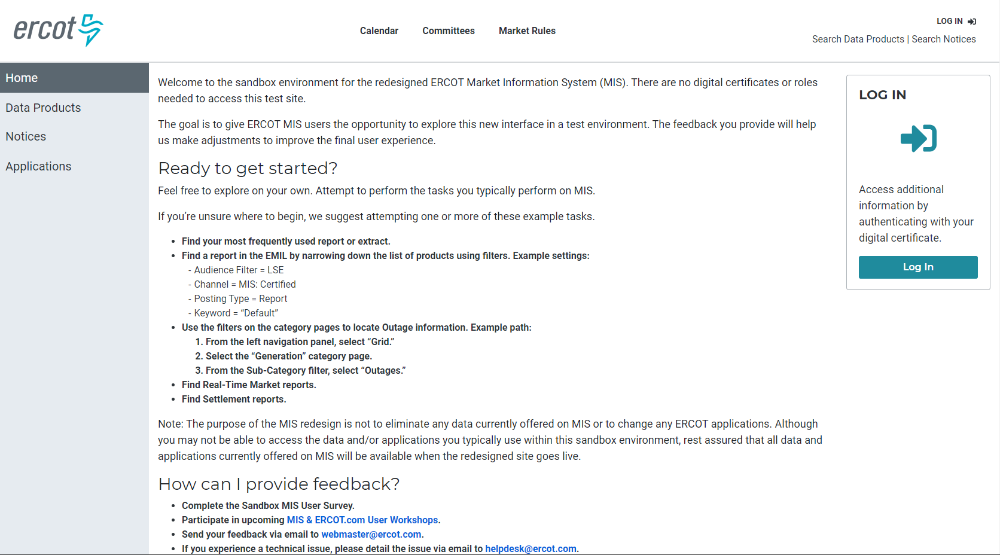 ercot
Calendar Committees Market Rules
LOG IN
Search Data Products | Search Notices
Home
Data Products
Notices
Applications
Welcome to the sandbox environment for the redesigned ERCOT Market Information System (MIS). There are no digital certificates or roles
needed to access this test site.
The goal is to give ERCOT MIS users the opportunity to explore this new interface in a test environment. The feedback you provide will help
us make adjustments to improve the final user experience.
Ready to get started?
Feel free to explore on your own. Attempt to perform the tasks you typically perform on MIS.
If you’re unsure where to begin, we suggest attempting one or more of these example tasks.
• Find your most frequently used report or extract.
• Find a report in the EMIL by narrowing down the list of products using filters. Example settings:
- Audience Filter = LSE
- Channel = MIS: Certified
- Posting Type = Report
- Keyword = “Default”
• Use the filters on the category pages to locate Outage information. Example path:
1. From the left navigation panel, select “Grid.”
2. Select the “Generation” category page.
3. From the Sub-Category filter, select “Outages.”
• Find Real-Time Market reports.
• Find Settlement reports.
Note: The purpose of the MIS redesign is not to eliminate any data currently offered on MIS or to change any ERCOT applications. Although
you may not be able to access the data and/or applications you typically use within this sandbox environment, rest assured that all data and
applications currently offered on MIS will be available when the redesigned site goes live.
How can I provide feedback?
• Complete the Sandbox MIS User Survey.
• Participate in upcoming MIS & ERCOT.com User Workshops.
• Send your feedback via email to webmaster@ercot.com.
• If you experience a technical issue, please detail the issue via email to helpdesk@ercot.com.
LOG IN
Access additional
information by
authenticating with your
digital certificate.
Log In